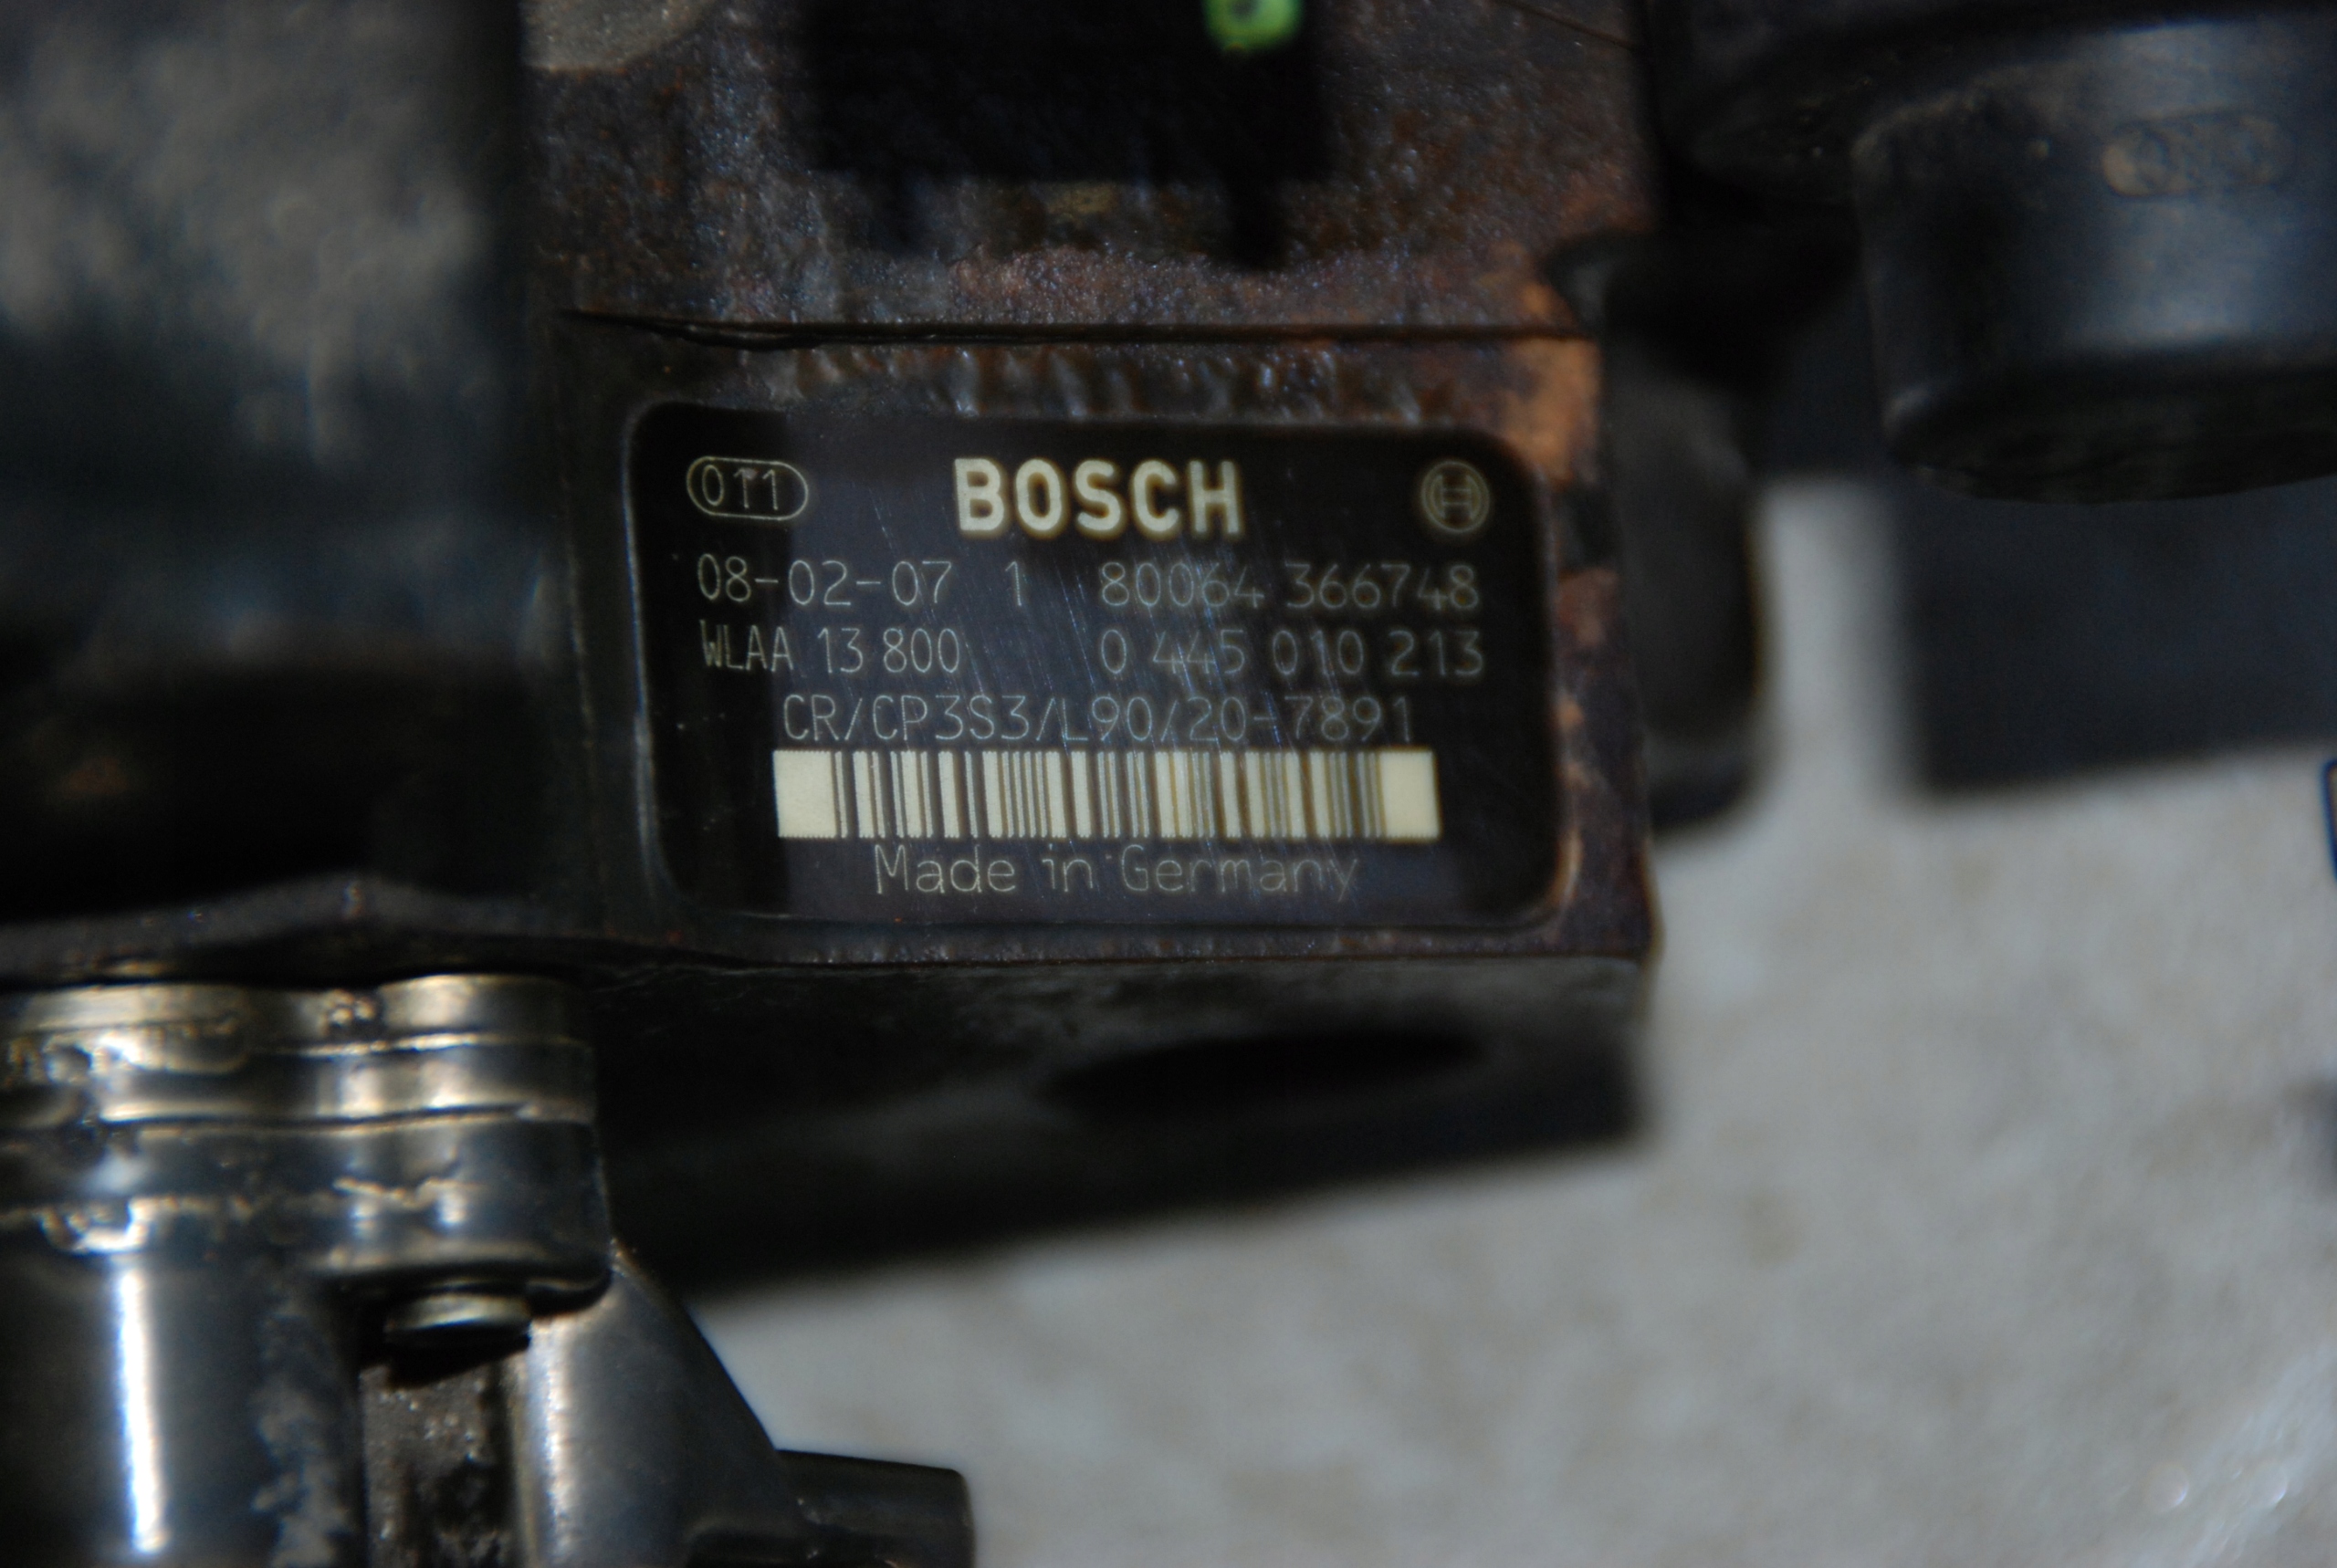 011 BOSCH
08-02-07 1 80064 366748
WLAA 13 800 0 445 010 213
CR/CP3S3/L90/20-7891
Made in Germany